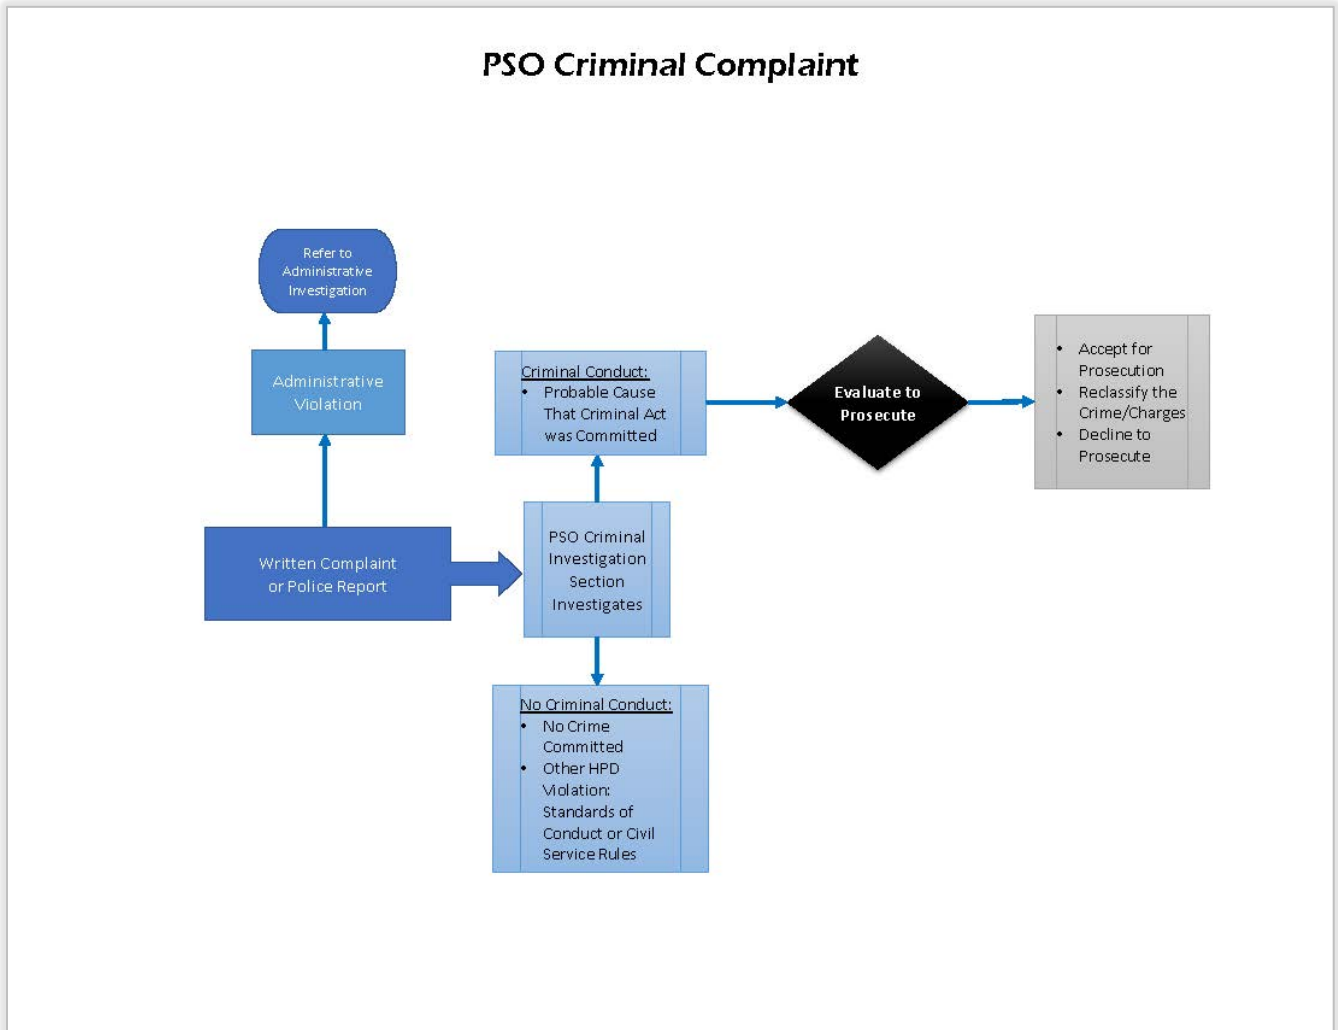 PSO Criminal Complaint
Refer to
Administrative
Investigation
Administrative
Violation
Written Complaint
or Police Report
Criminal Conduct:
• Probable Cause
That Criminal Act
was Committed
PSO Criminal
Investigation
Section
Investigates
No Criminal Conduct:
• No Crime
Committed
• Other HPD
Violation:
Standards of
Conduct or Civil
Service Rules
Evaluate to
Prosecute
• Accept for
Prosecution
• Reclassify the
Crime/Charges
• Decline to
Prosecute